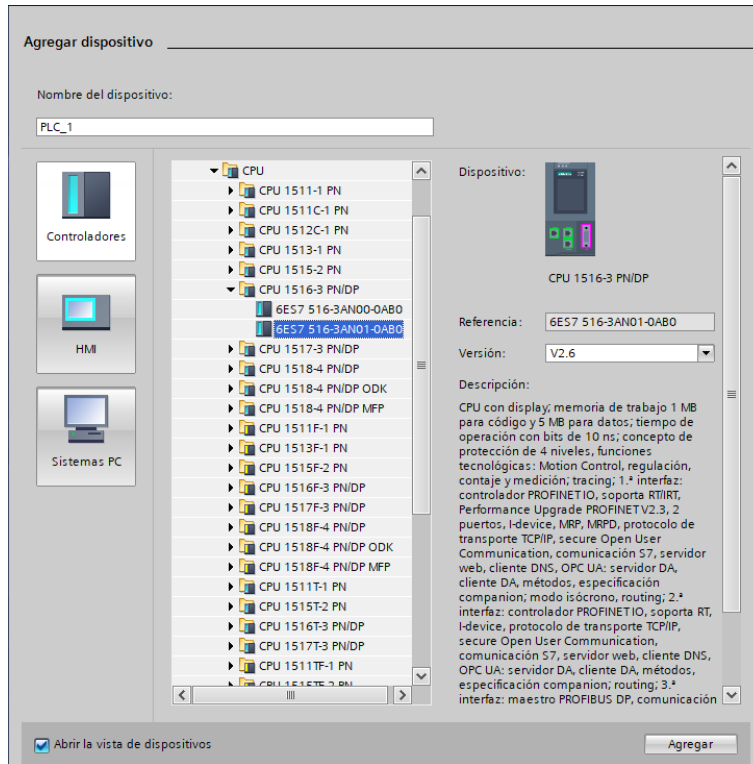 Agregar dispositivo
Nombre del dispositivo:
PLC_1
Controladores
HMI
Sistemas PC
CPU
CPU 1511-1 PN
CPU 1511C-1 PN
CPU 1512C-1 PN
CPU 1513-1 PN
CPU 1515-2 PN
CPU 1516-3 PN/DP
6ES7 516-3AN00-0AB0
6ES7 516-3AN01-0AB0
CPU 1517-3 PN/DP
CPU 1518-4 PN/DP
CPU 1518-4 PN/DP ODK
CPU 1518-4 PN/DP MFP
CPU 1511F-1 PN
CPU 1513F-1 PN
CPU 1515F-2 PN
CPU 1516F-3 PN/DP
CPU 1517F-3 PN/DP
CPU 1518F-4 PN/DP
CPU 1518F-4 PN/DP ODK
CPU 1518F-4 PN/DP MFP
CPU 1511T-1 PN
CPU 1515T-2 PN
CPU 1516T-3 PN/DP
CPU 1517T-3 PN/DP
CPU 1511TF-1 PN
CPU 1515TF-2 PN
Dispositivo:
CPU 1516-3 PN/DP
Referencia:
6ES7 516-3AN01-0AB0
Versión:
V2.6
Descripción:
CPU con display; memoria de trabajo 1 MB
para código y 5 MB para datos; tiempo de
operación con bits de 10 ns; concepto de
protección de 4 niveles, funciones
tecnológicas: Motion Control, regulación,
contaje y medición; tracing; 1.ª interfaz:
controlador PROFINET IO, soporta RT/IRT,
Performance Upgrade PROFINET V2.3, 2
puertos, I-device, MRP, MRPD, protocolo de
transporte TCP/IP, secure Open User
Communication, comunicación S7, servidor
web, cliente DNS, OPC UA: servidor DA,
cliente DA, métodos, especificación
companion; modo isócrono, routing; 2.ª
interfaz: controlador PROFINET IO, soporta RT,
I-device, protocolo de transporte TCP/IP,
secure Open User Communication,
comunicación S7, servidor web, cliente DNS,
OPC UA: servidor DA, cliente DA, métodos,
especificación companion; routing; 3.ª
interfaz: maestro PROFIBUS DP, comunicación
Abrir la vista de dispositivos
Agregar